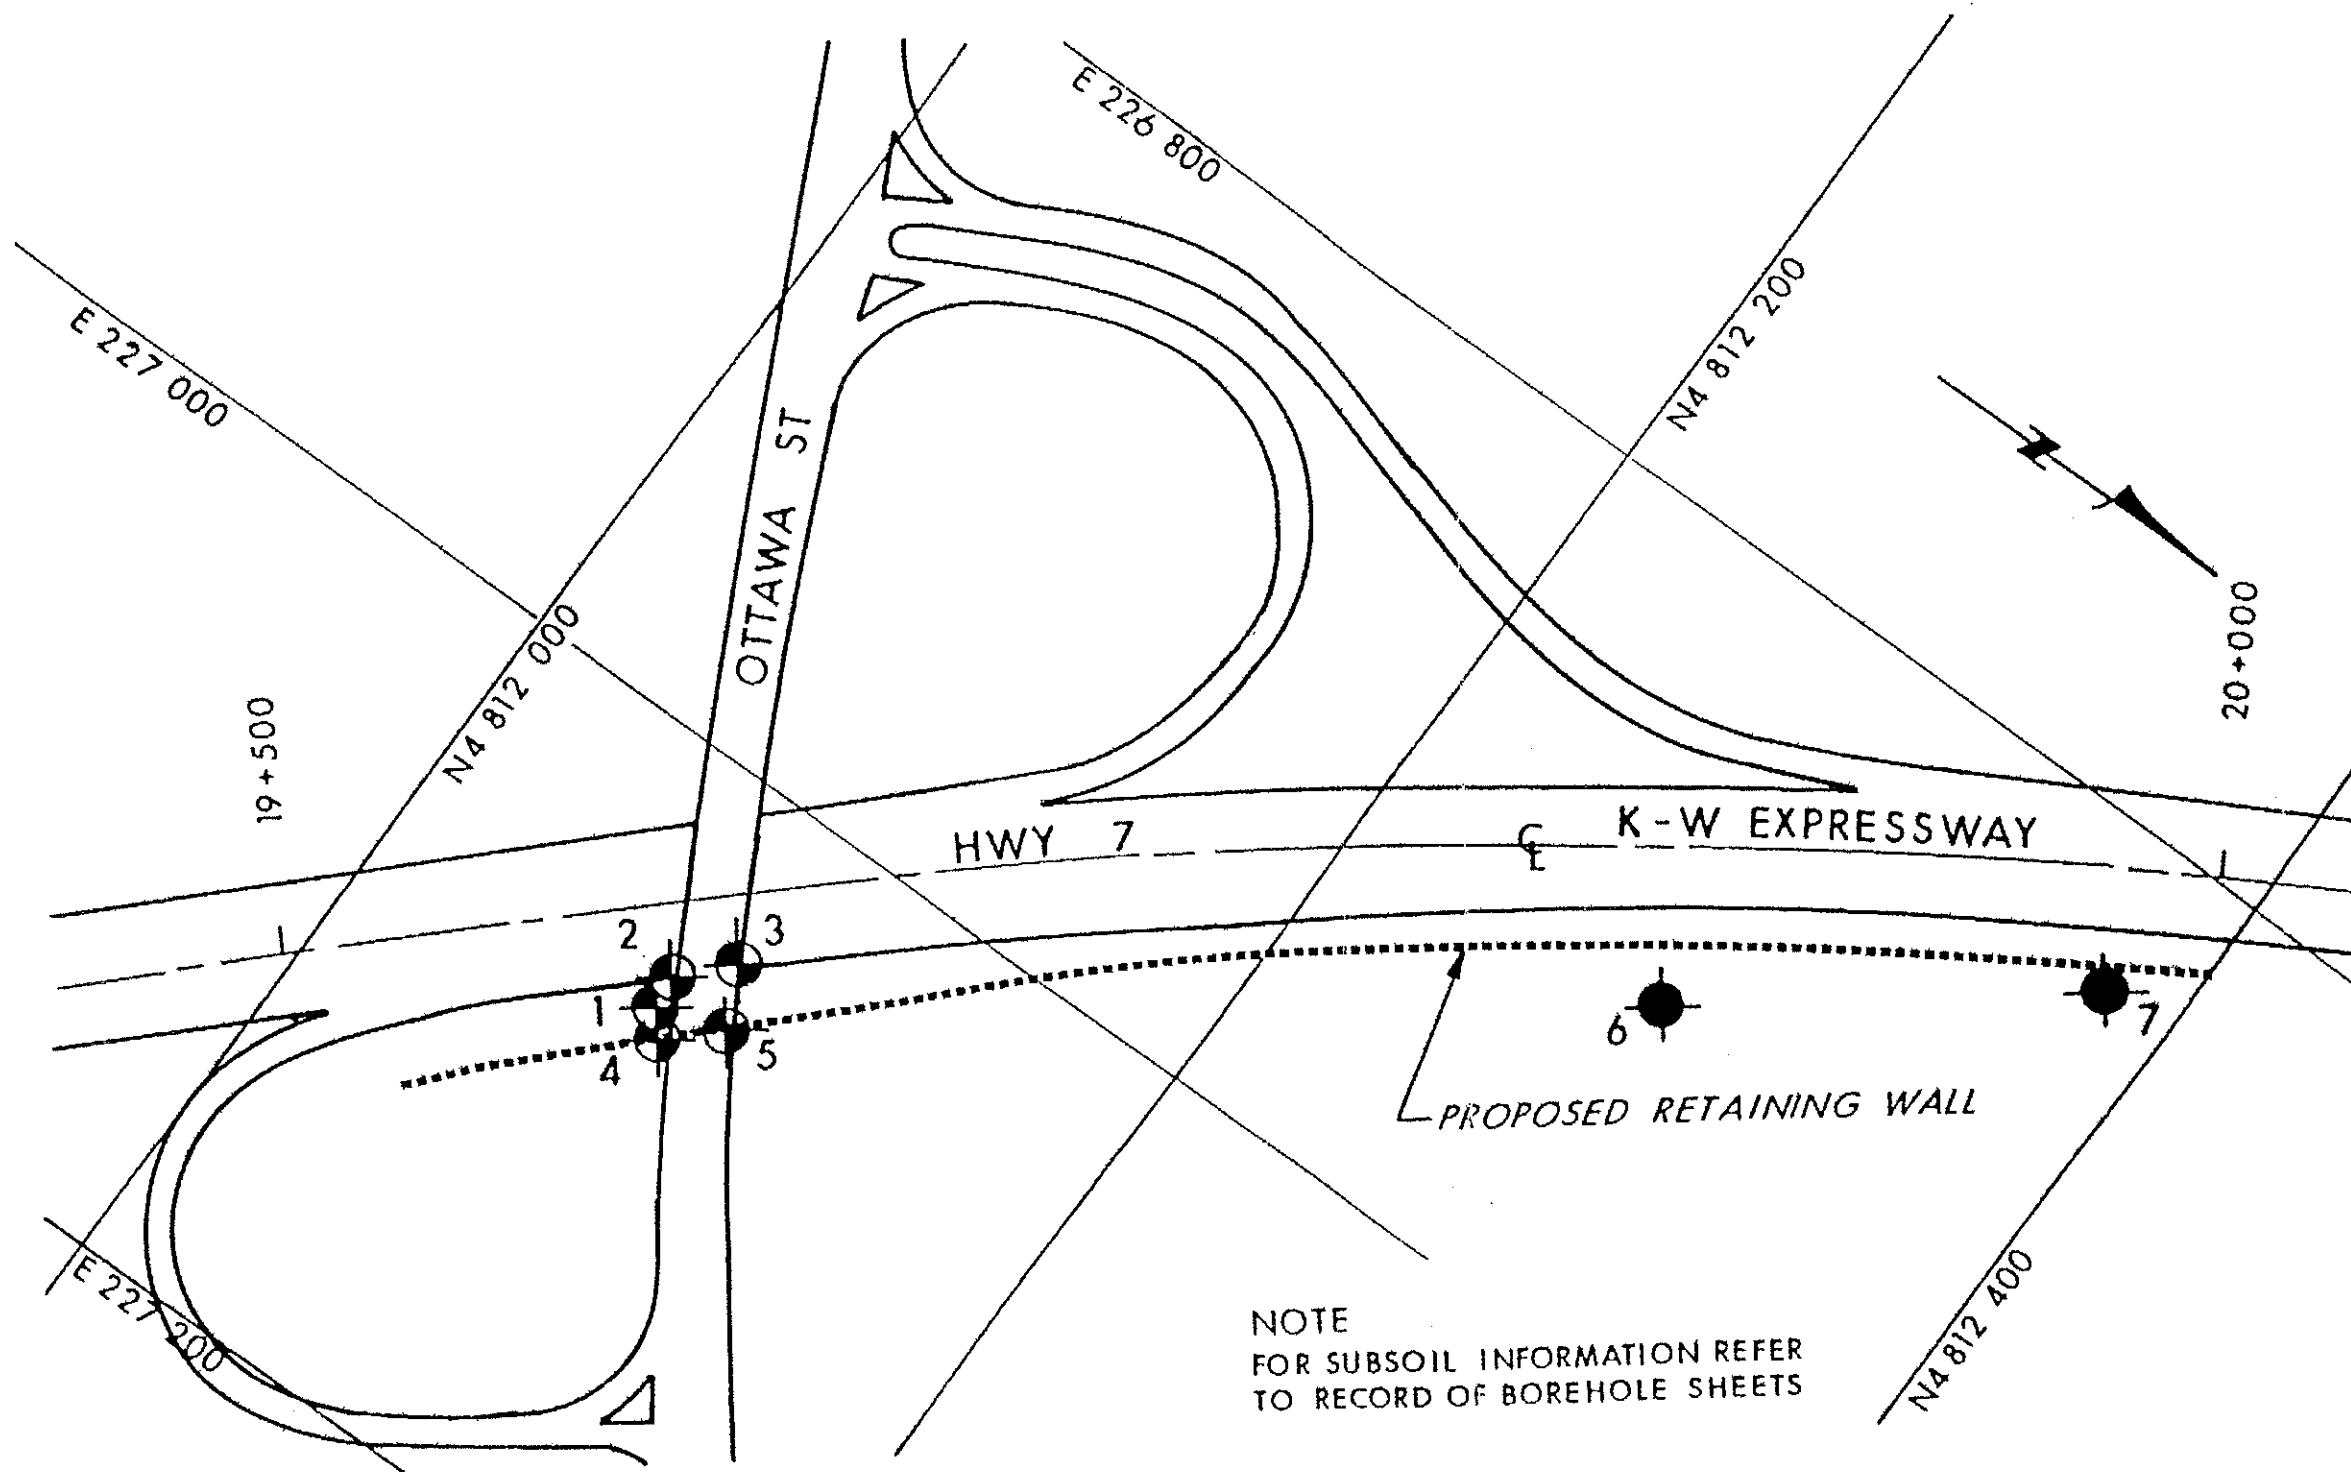 E 226 800
E 227 000
N4 812 200
OTTAWA ST
N
N4 812 000
20+000
19+500
HWY 7
℄
K-W EXPRESSWAY
2
3
1
4
5
6
7
PROPOSED RETAINING WALL
E 227 200
N4 812 400
NOTE
FOR SUBSOIL INFORMATION REFER
TO RECORD OF BOREHOLE SHEETS